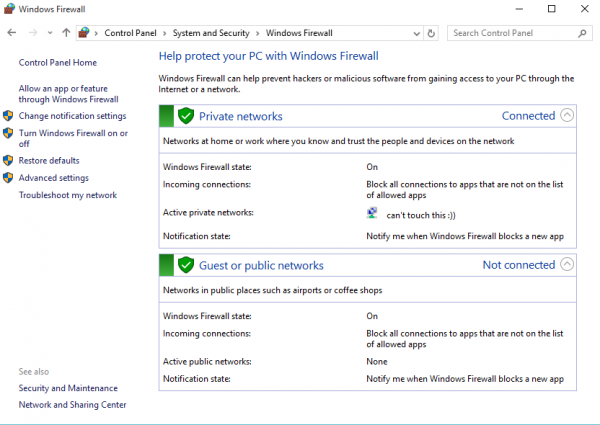 Windows Firewall
Control Panel > System and Security > Windows Firewall
Search Control Panel
Control Panel Home
Allow an app or feature
through Windows Firewall
Change notification settings
Turn Windows Firewall on or
off
Restore defaults
Advanced settings
Troubleshoot my network
See also
Security and Maintenance
Network and Sharing Center
Help protect your PC with Windows Firewall
Windows Firewall can help prevent hackers or malicious software from gaining access to your PC through the
Internet or a network.
Private networks Connected
Networks at home or work where you know and trust the people and devices on the network
Windows Firewall state: On
Incoming connections: Block all connections to apps that are not on the list
of allowed apps
Active private networks: can't touch this :))
Notification state: Notify me when Windows Firewall blocks a new app
Guest or public networks Not connected
Networks in public places such as airports or coffee shops
Windows Firewall state: On
Incoming connections: Block all connections to apps that are not on the list
of allowed apps
Active public networks: None
Notification state: Notify me when Windows Firewall blocks a new app